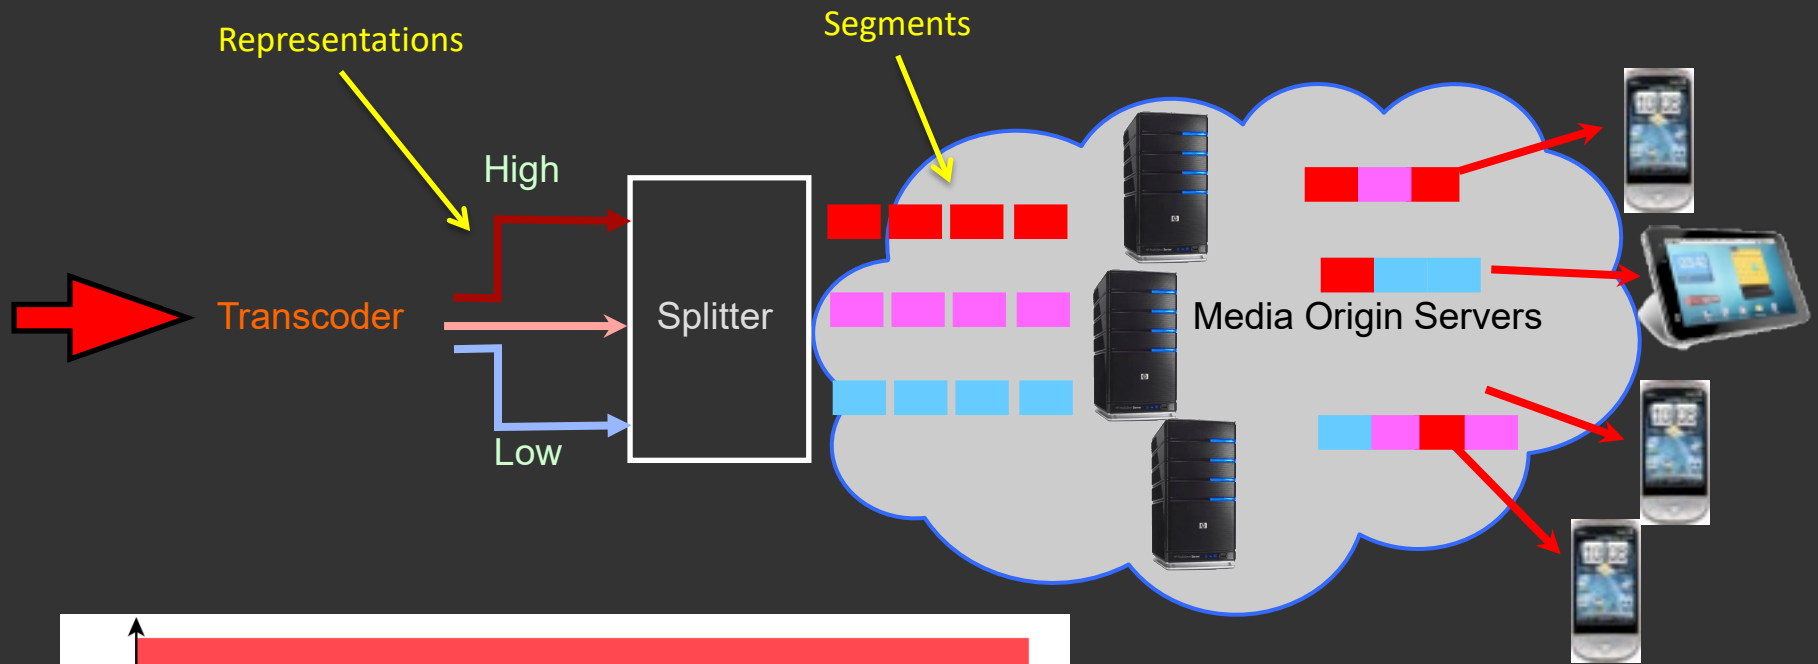 Representations
Segments
High
Transcoder
Splitter
Media Origin Servers
Low